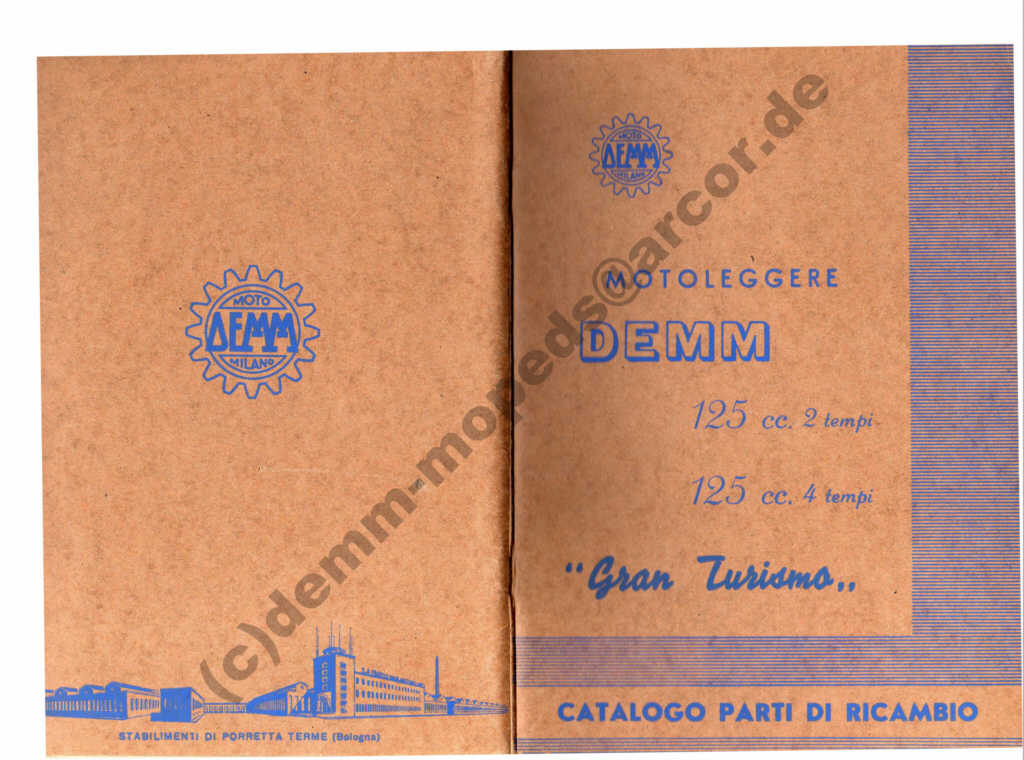 MOTO
DEMM
MILANO
STABILIMENTI DI PORRETTA TERME (Bologna)
MOTO
DEMM
MILANO
MOTOLEGGERE
DEMM
125 cc. 2 tempi
125 cc. 4 tempi
"Gran Turismo„
CATALOGO PARTI DI RICAMBIO
(c)demm-mopeds@arcor.de